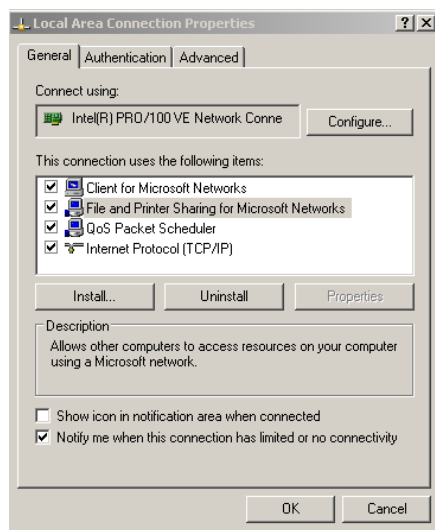 Local Area Connection Properties
General Authentication Advanced
Connect using:
Intel(R) PRO/100 VE Network Conne
Configure...
This connection uses the following items:
Client for Microsoft Networks
File and Printer Sharing for Microsoft Networks
QoS Packet Scheduler
Internet Protocol (TCP/IP)
Install... Uninstall Properties
Description
Allows other computers to access resources on your computer
using a Microsoft network.
Show icon in notification area when connected
Notify me when this connection has limited or no connectivity
OK Cancel